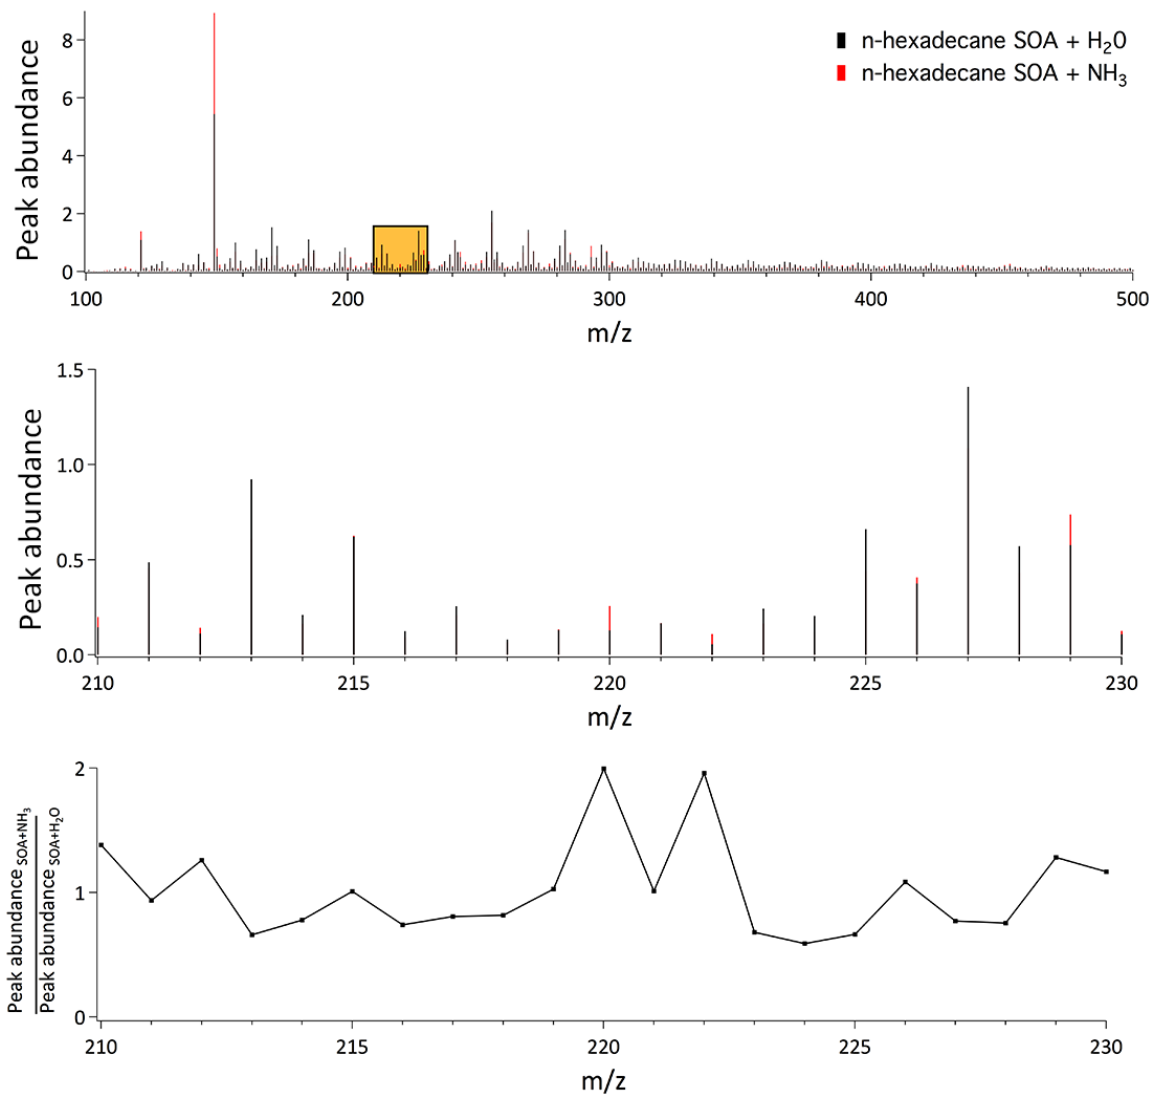 n-hexadecane SOA + H₂O
n-hexadecane SOA + NH₃
Peak abundance
8
6
4
2
0
100 200 300 400 500
m/z
Peak abundance
1.5
1.0
0.5
0.0
210 215 220 225 230
m/z
Peak abundance SOA+NH₃
Peak abundance SOA+H₂O
2
1
0
210 215 220 225 230
m/z